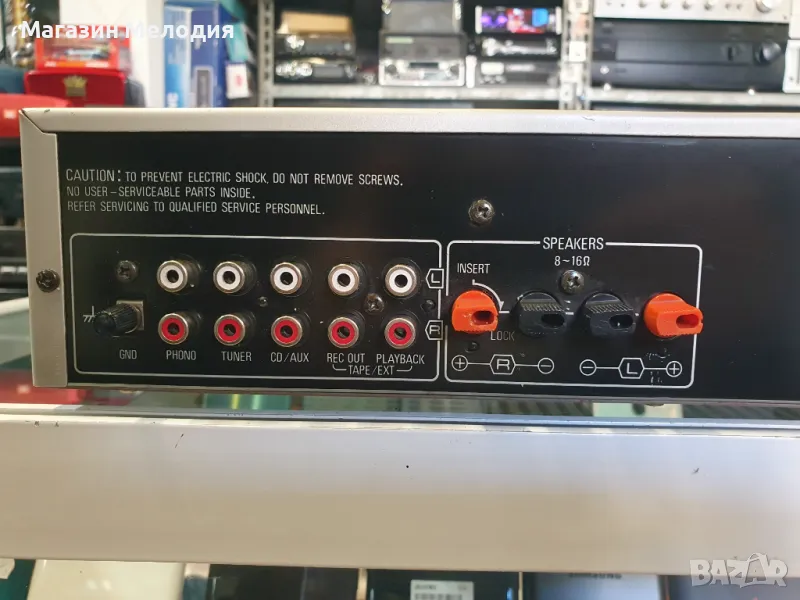 Магазин Мелодия
CAUTION: TO PREVENT ELECTRIC SHOCK, DO NOT REMOVE SCREWS.
NO USER-SERVICEABLE PARTS INSIDE.
REFER SERVICING TO QUALIFIED SERVICE PERSONNEL.
SPEAKERS
8~16Ω
INSERT
LOCK
L
R
GND
PHONO
TUNER
CD/AUX
REC OUT
PLAYBACK
TAPE/EXT
+ R -
- L +
BAZAR